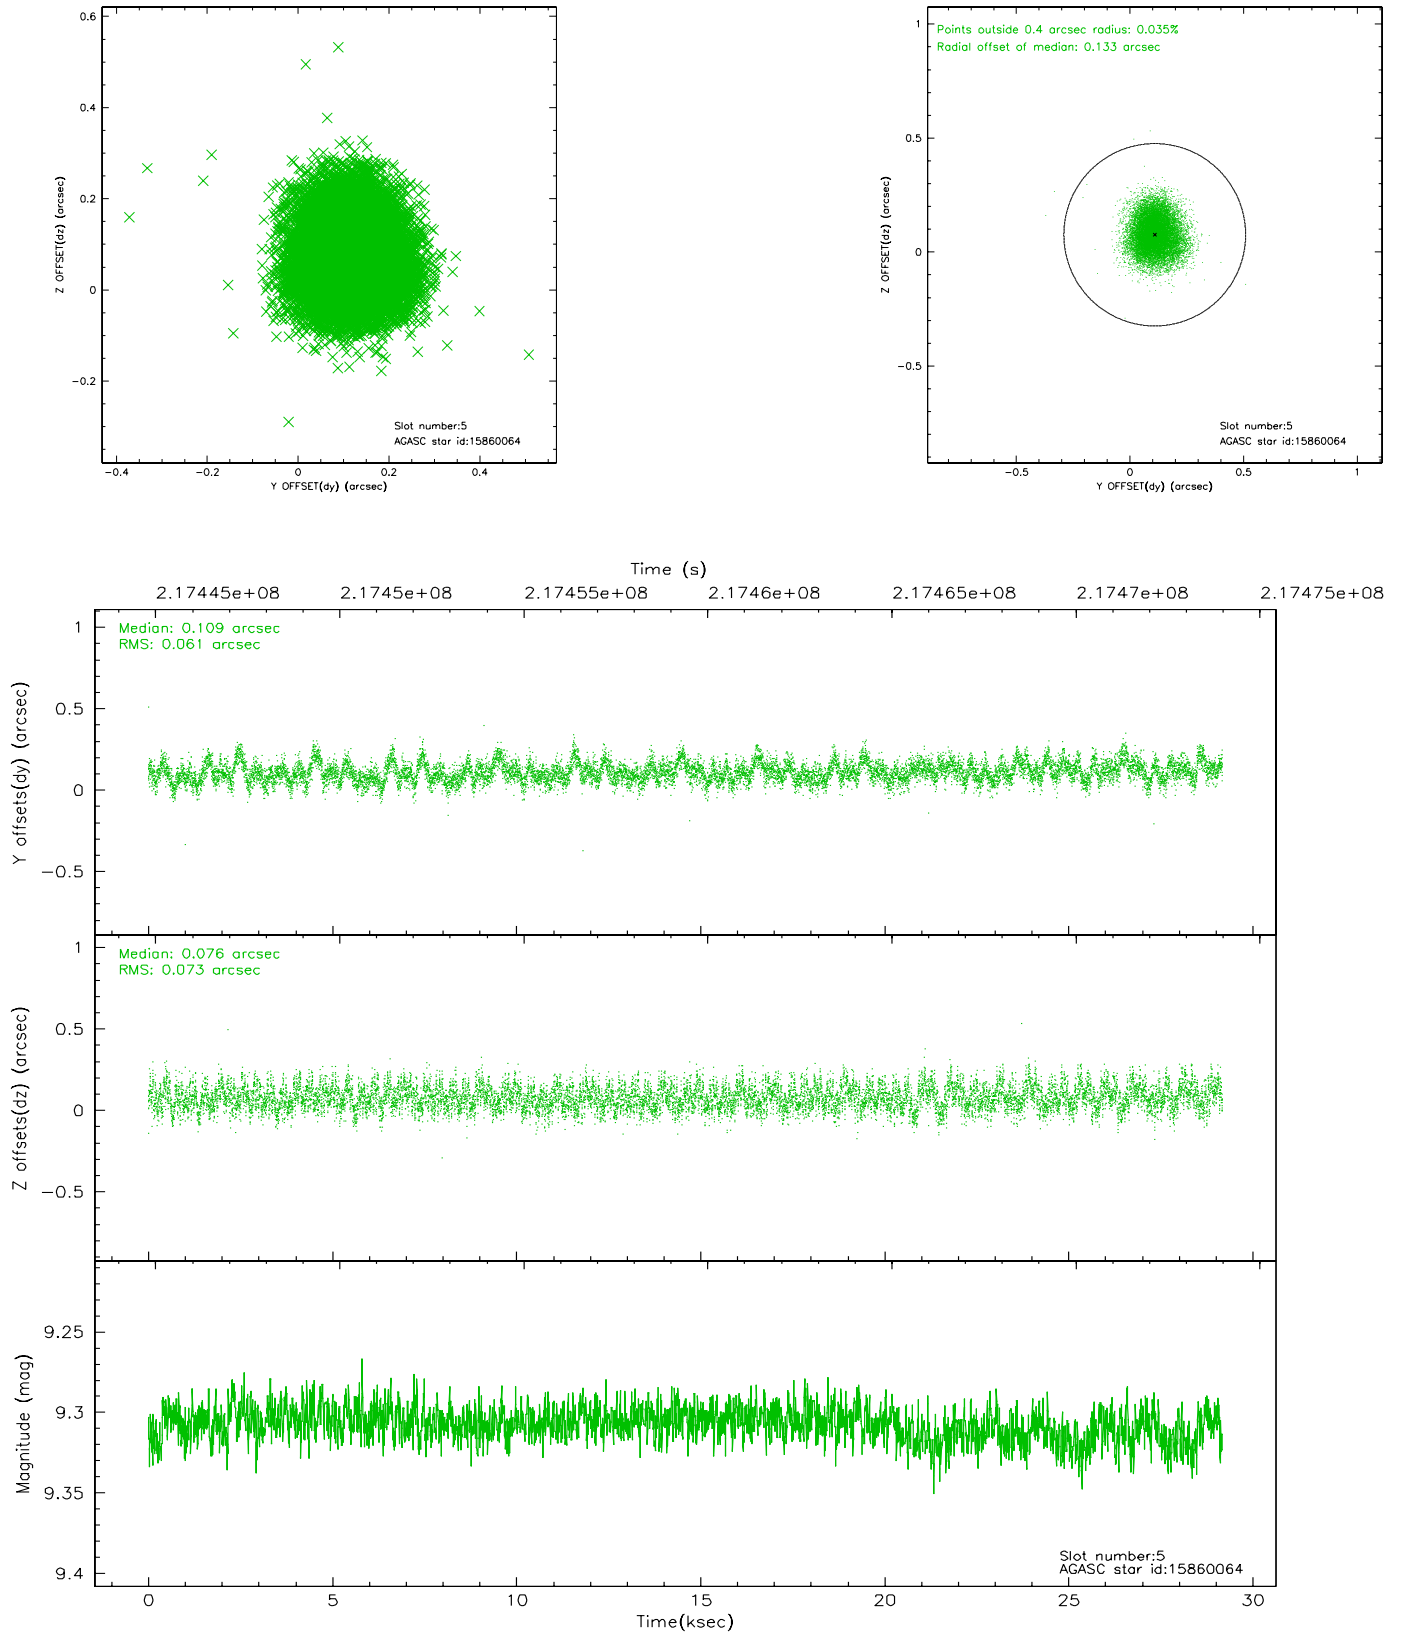 0.6
0.4
0.2
0
−0.2
Z OFFSET(dz) (arcsec)
−0.4
−0.2
0
0.2
0.4
Y OFFSET(dy) (arcsec)
Slot number:5
AGASC star id:15860064
Points outside 0.4 arcsec radius: 0.035%
Radial offset of median: 0.133 arcsec
1
0.5
0
−0.5
Z OFFSET(dz) (arcsec)
−0.5
0
0.5
1
Y OFFSET(dy) (arcsec)
Slot number:5
AGASC star id:15860064
Time (s)
2.17445e+08
2.1745e+08
2.17455e+08
2.1746e+08
2.17465e+08
2.1747e+08
2.17475e+08
Median: 0.109 arcsec
RMS: 0.061 arcsec
1
0.5
0
−0.5
Y offsets(dy) (arcsec)
Median: 0.076 arcsec
RMS: 0.073 arcsec
1
0.5
0
−0.5
Z offsets(dz) (arcsec)
9.25
9.3
9.35
9.4
Magnitude (mag)
Slot number:5
AGASC star id:15860064
0
5
10
15
20
25
30
Time(ksec)